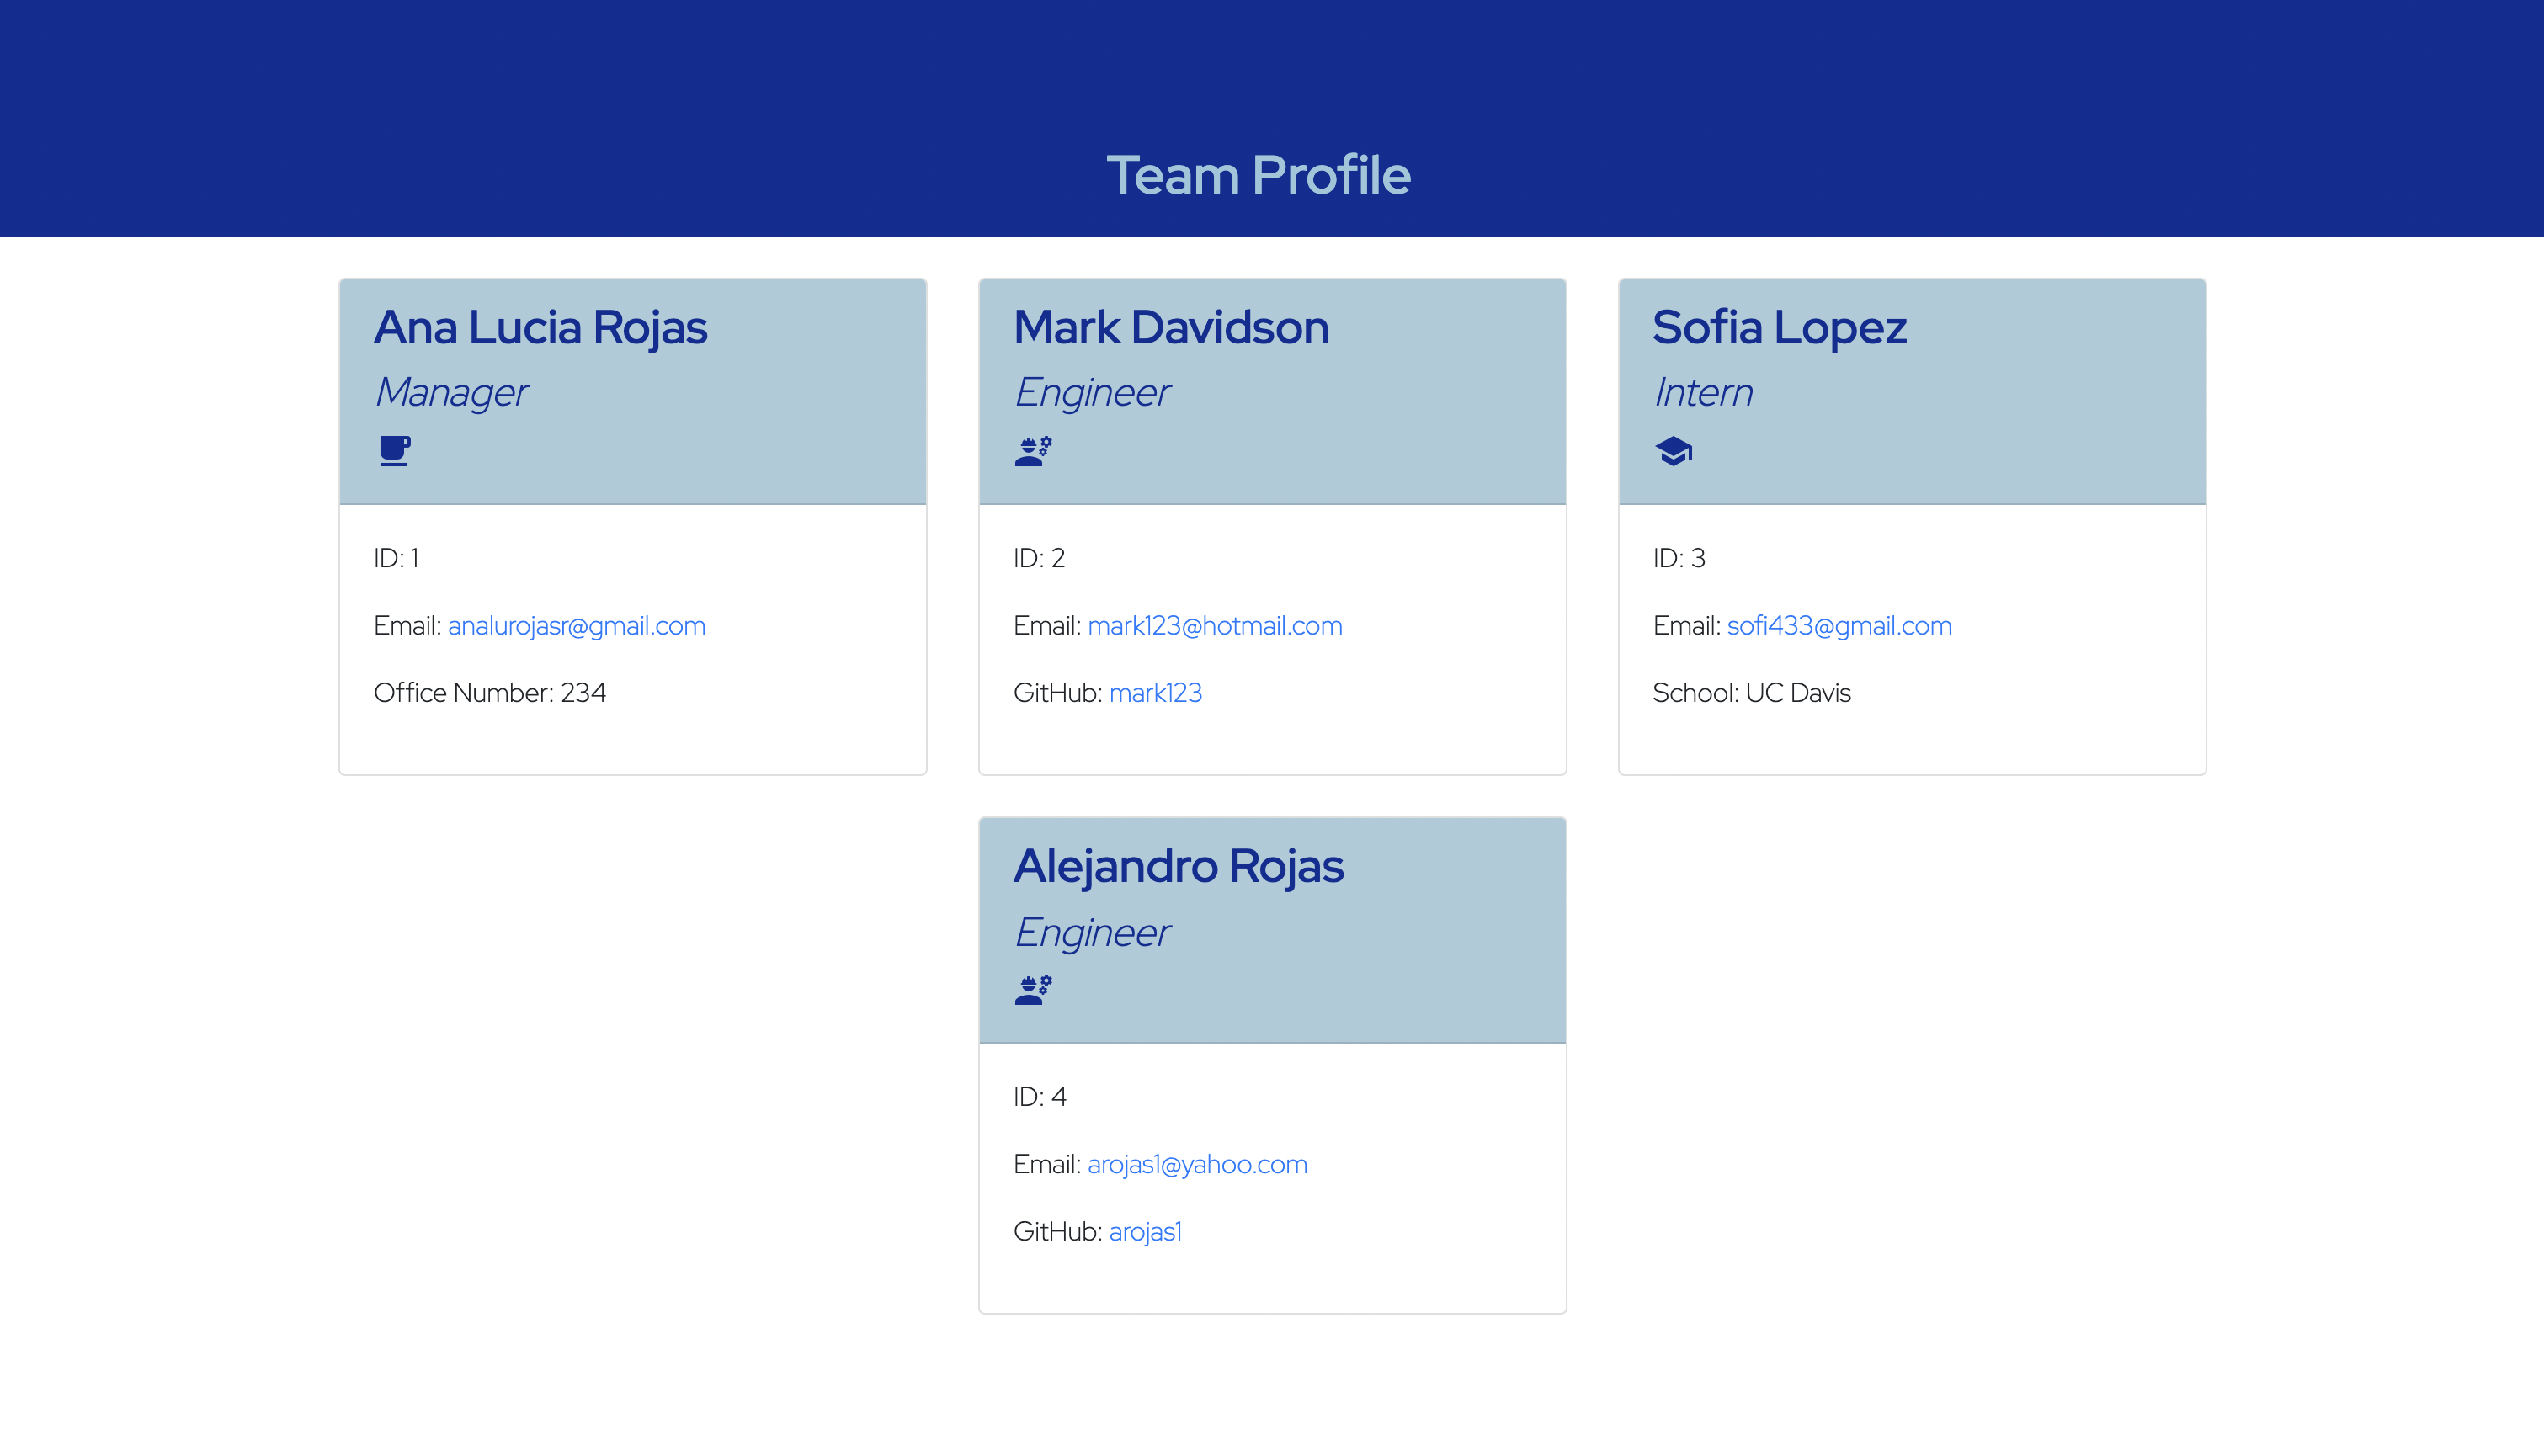 Team Profile
Ana Lucia Rojas
Manager
ID: 1
Email: analurojasr@gmail.com
Office Number: 234
Mark Davidson
Engineer
ID: 2
Email: mark123@hotmail.com
GitHub: mark123
Sofia Lopez
Intern
ID: 3
Email: sofi433@gmail.com
School: UC Davis
Alejandro Rojas
Engineer
ID: 4
Email: arojas1@yahoo.com
GitHub: arojas1